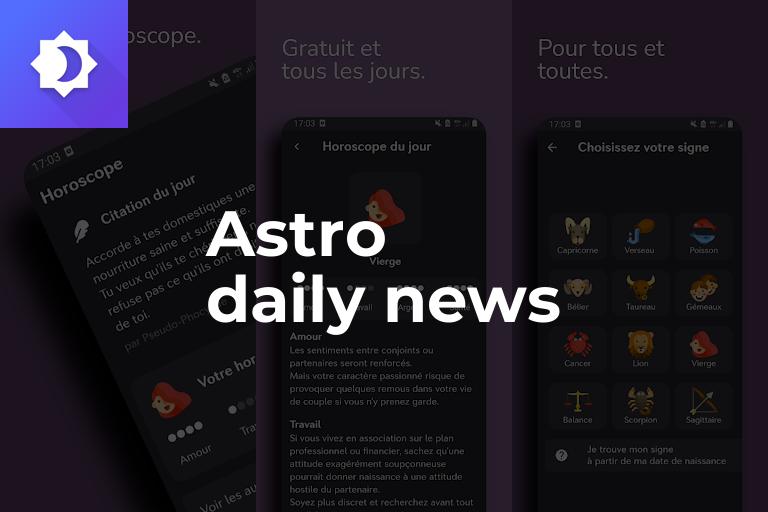 oscope.
17:03
Horoscope
Citation du jour
Accorde à tes domestiques une
nourriture saine et suffisante.
Tu veux qu'ils te ché
refuse pas ce qu'ils ont
de toi.
par Pseudo-Phocy
Votre hor
Amour
Tra
Voir les au
Gratuit et
tous les jours.
17:03
Horoscope du jour
Vierge
Amour
Les sentiments entre conjoints ou
partenaires seront renforcés.
Mais votre caractère passionné risque de
provoquer quelques remous dans votre vie
de couple si vous n'y prenez garde.
Travail
Si vous vivez en association sur le plan
professionnel ou financier, sachez qu'une
attitude exagérément soupçonneuse
pourrait donner naissance à une attitude
hostile du partenaire.
Soyez plus discret et recherchez avant tout
Pour tous et
toutes.
17:03
Choisissez votre signe
Capricorne Verseau Poisson
Bélier Taureau Gémeaux
Cancer Lion Vierge
Balance Scorpion Sagittaire
Je trouve mon signe
à partir de ma date de naissance
Astro
daily news